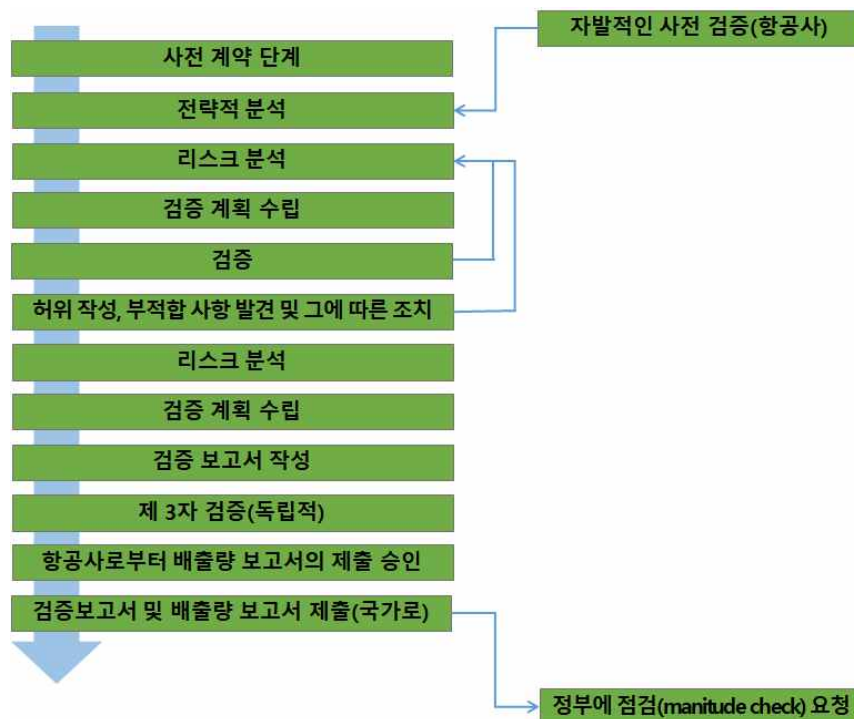 자발적인 사전 검증(항공사)
사전 계약 단계
전략적 분석
리스크 분석
검증 계획 수립
검증
허위 작성, 부적합 사항 발견 및 그에 따른 조치
리스크 분석
검증 계획 수립
검증 보고서 작성
제 3자 검증(독립적)
항공사로부터 배출량 보고서의 제출 승인
검증보고서 및 배출량 보고서 제출(국가로)
정부에 점검(manitude check) 요청